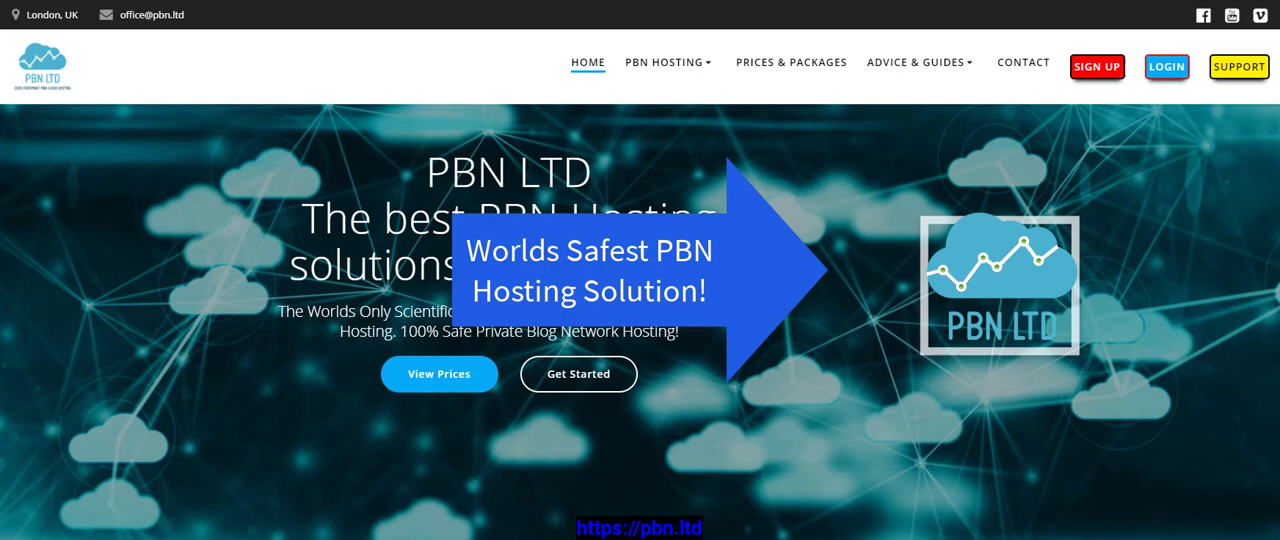 London, UK
office@pbn.ltd
PBN LTD
HOME
PBN HOSTING
PRICES & PACKAGES
ADVICE & GUIDES
CONTACT
SIGN UP
LOGIN
SUPPORT
PBN LTD
The best PBN Hosting
solutions
Worlds Safest PBN
Hosting Solution!
The Worlds Only
Hosting. 100% Safe Private Blog Network Hosting!
View Prices
Get Started
PBN LTD
https://pbn.ltd